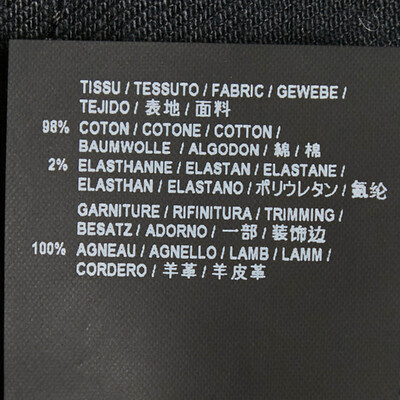 TISSU / TESSUTO / FABRIC / GEWEBE /
TEJIDO / 表地 / 面料
98% COTON / COTONE / COTTON /
BAUMWOLLE / ALGODON / 綿 / 棉
2% ELASTHANNE / ELASTAN / ELASTANE /
ELASTHAN / ELASTANO / ポリウレタン / 氨纶
GARNITURE / RIFINITURA / TRIMMING /
BESATZ / ADORNO / 一部 / 装饰边
100% AGNEAU / AGNELLO / LAMB / LAMM /
CORDERO / 羊革 / 羊皮革